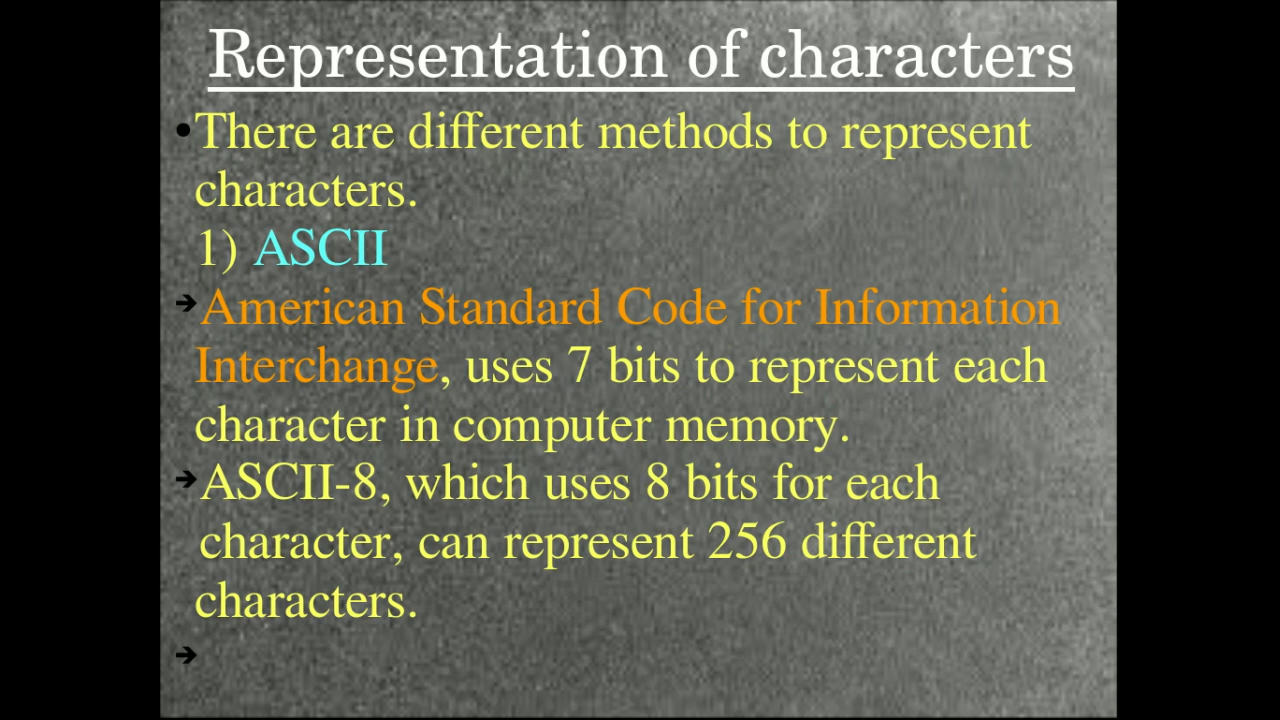 Representation of characters
•There are different methods to represent
characters.
1) ASCII
➔American Standard Code for Information
Interchange, uses 7 bits to represent each
character in computer memory.
➔ASCII-8, which uses 8 bits for each
character, can represent 256 different
characters.
➔